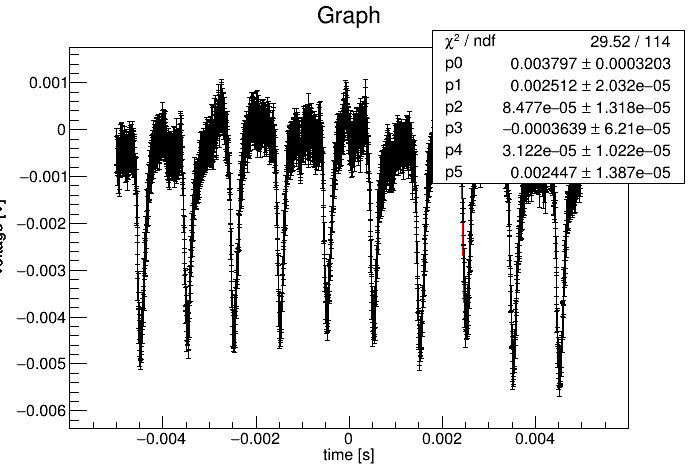 Graph
χ² / ndf 29.52 / 114
p0 0.003797 ± 0.0003203
p1 0.002512 ± 2.032e−05
p2 8.477e−05 ± 1.318e−05
p3 −0.0003639 ± 6.21e−05
p4 3.122e−05 ± 1.022e−05
p5 0.002447 ± 1.387e−05
0.001
0
−0.001
−0.002
−0.003
−0.004
−0.005
−0.006
−0.004 −0.002 0 0.002 0.004
time [s]